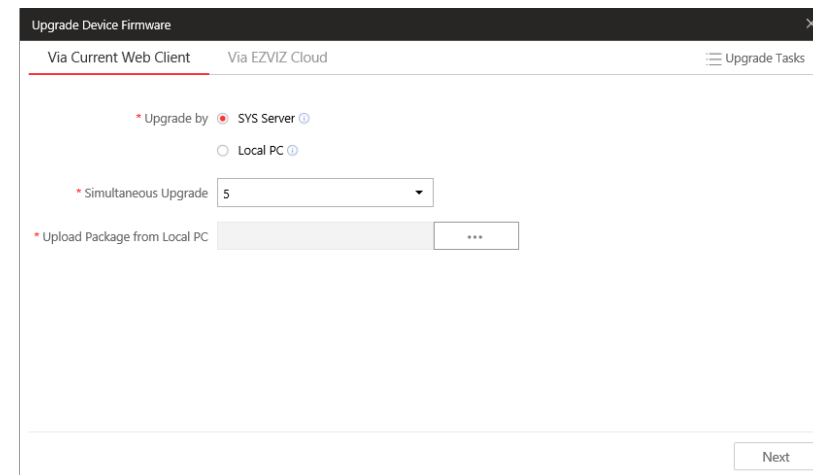 Upgrade Device Firmware
Via Current Web Client Via EZVIZ Cloud Upgrade Tasks
* Upgrade by SYS Server
Local PC
* Simultaneous Upgrade 5
* Upload Package from Local PC ...
Next